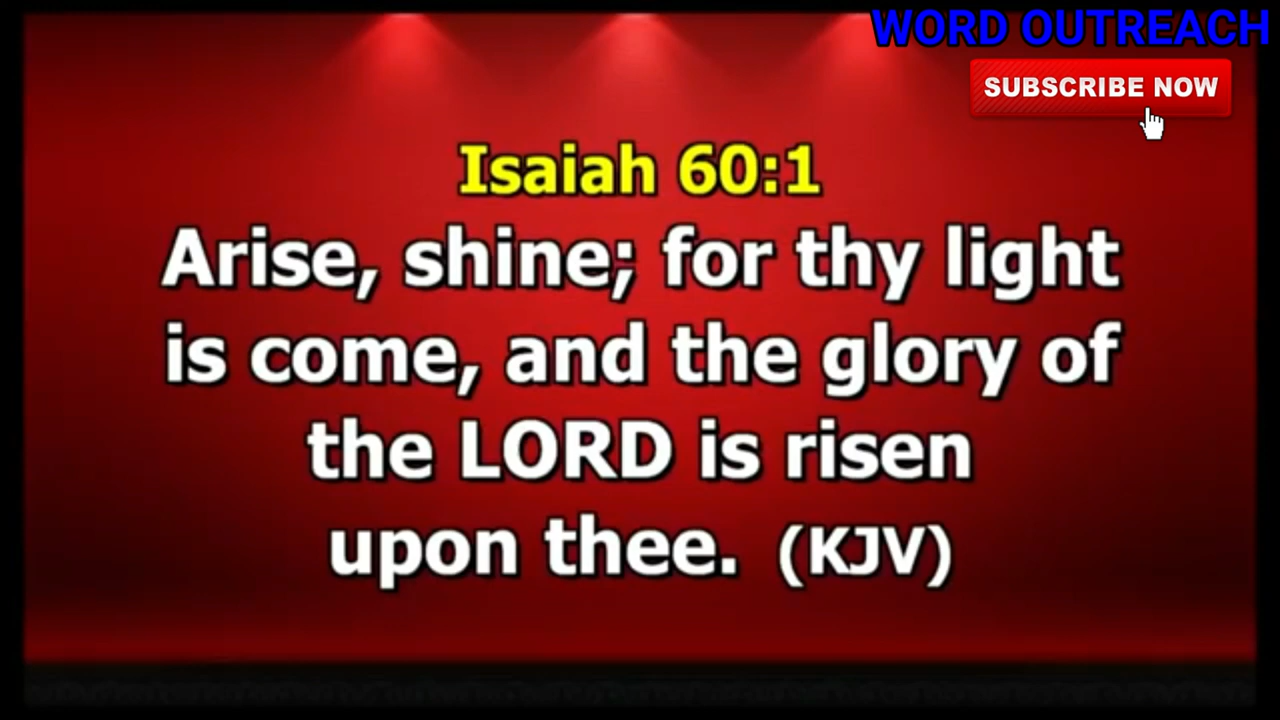 WORD OUTREACH
SUBSCRIBE NOW
Isaiah 60:1
Arise, shine; for thy light
is come, and the glory of
the LORD is risen
upon thee. (KJV)